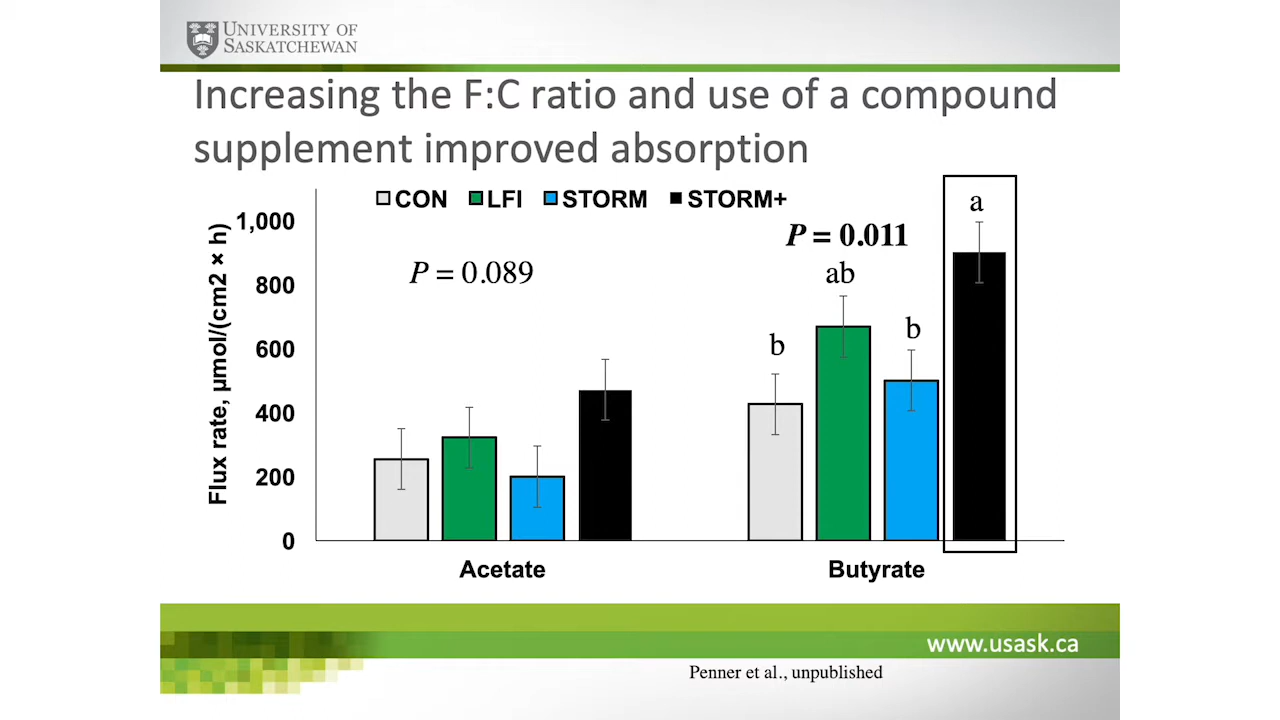 UNIVERSITY OF
SASKATCHEWAN
Increasing the F:C ratio and use of a compound
supplement improved absorption
CON LFI STORM STORM+
Flux rate, µmol/(cm2 × h)
1,000
800
600
400
200
0
P = 0.089
P = 0.011
b
ab
b
a
Acetate
Butyrate
www.usask.ca
Penner et al., unpublished